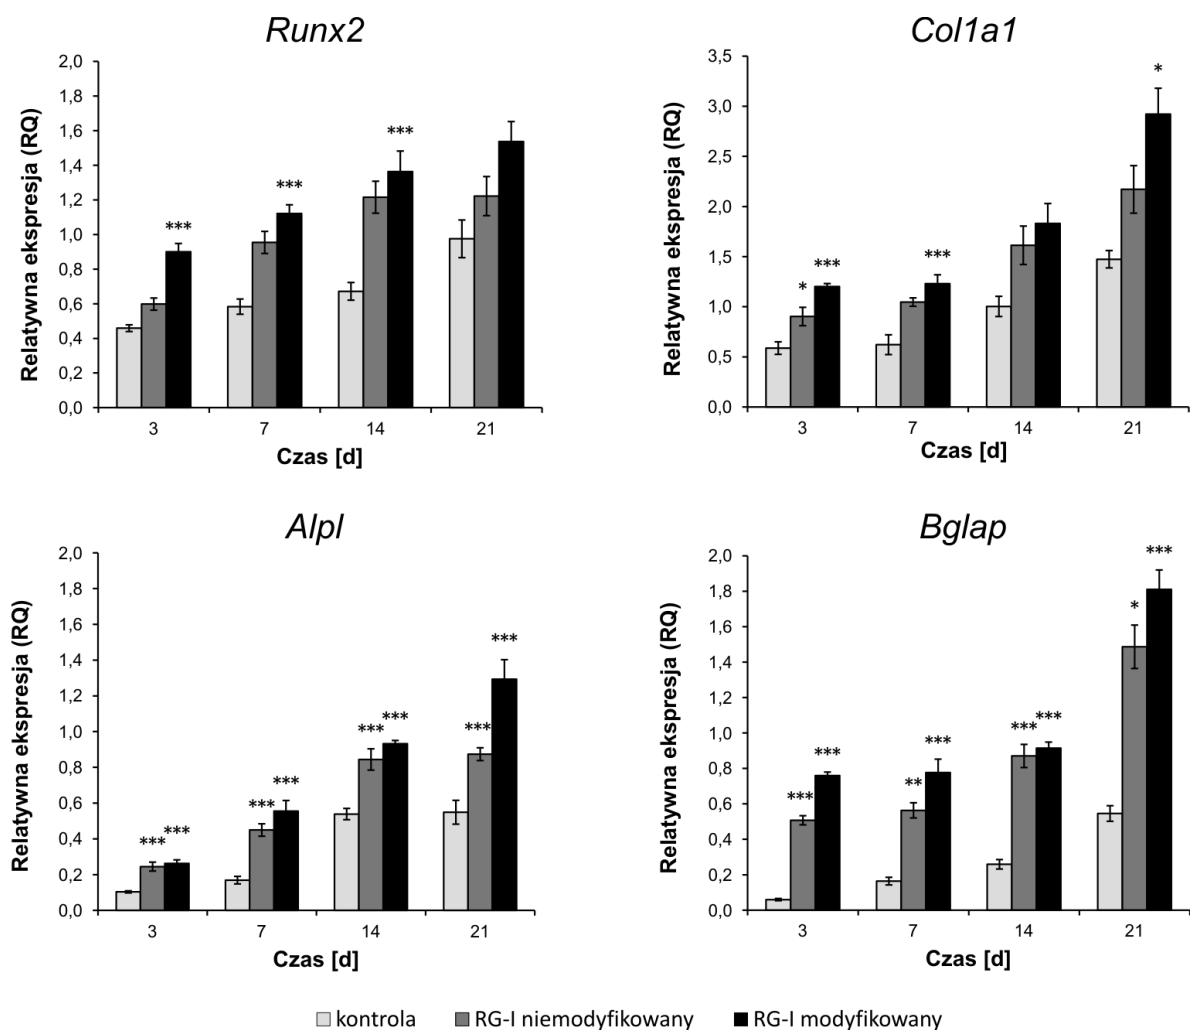 Runx2
Relatywna ekspresja (RQ)
2,0
1,8
1,6
1,4
1,2
1,0
0,8
0,6
0,4
0,2
0,0
***
***
***
3 7 14 21
Czas [d]
Col1a1
Relatywna ekspresja (RQ)
3,5
3,0
2,5
2,0
1,5
1,0
0,5
0,0
* *** *** *
3 7 14 21
Czas [d]
Alpl
Relatywna ekspresja (RQ)
2,0
1,8
1,6
1,4
1,2
1,0
0,8
0,6
0,4
0,2
0,0
*** *** *** *** *** *** *** ***
3 7 14 21
Czas [d]
Bglap
Relatywna ekspresja (RQ)
2,0
1,8
1,6
1,4
1,2
1,0
0,8
0,6
0,4
0,2
0,0
*** *** ** *** *** *** * ***
3 7 14 21
Czas [d]
kontrola RG-I niemodyfikowany RG-I modyfikowany